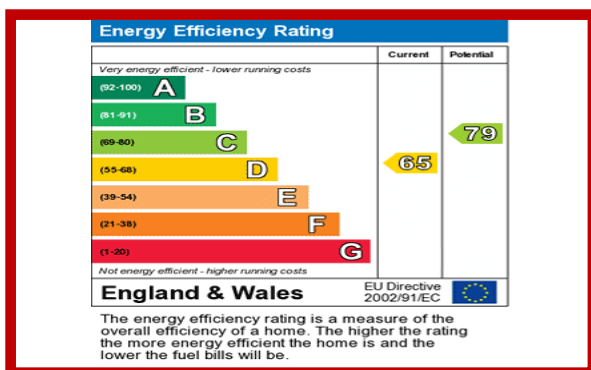 Energy Efficiency Rating
Current Potential
Very energy efficient - lower running costs
(92-100) A
(81-91) B
(69-80) C
(55-68) D
(39-54) E
(21-38) F
(1-20) G
65
79
Not energy efficient - higher running costs
England & Wales
EU Directive
2002/91/EC
The energy efficiency rating is a measure of the
overall efficiency of a home. The higher the rating
the more energy efficient the home is and the
lower the fuel bills will be.